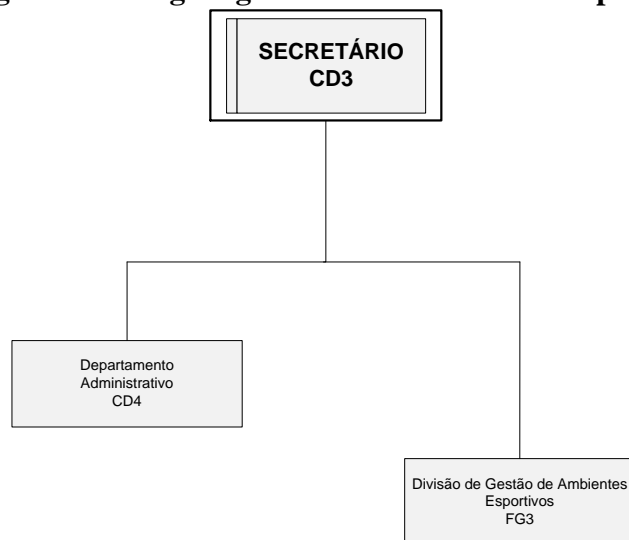 SECRETÁRIO
CD3
Departamento
Administrativo
CD4
Divisão de Gestão de Ambientes
Esportivos
FG3